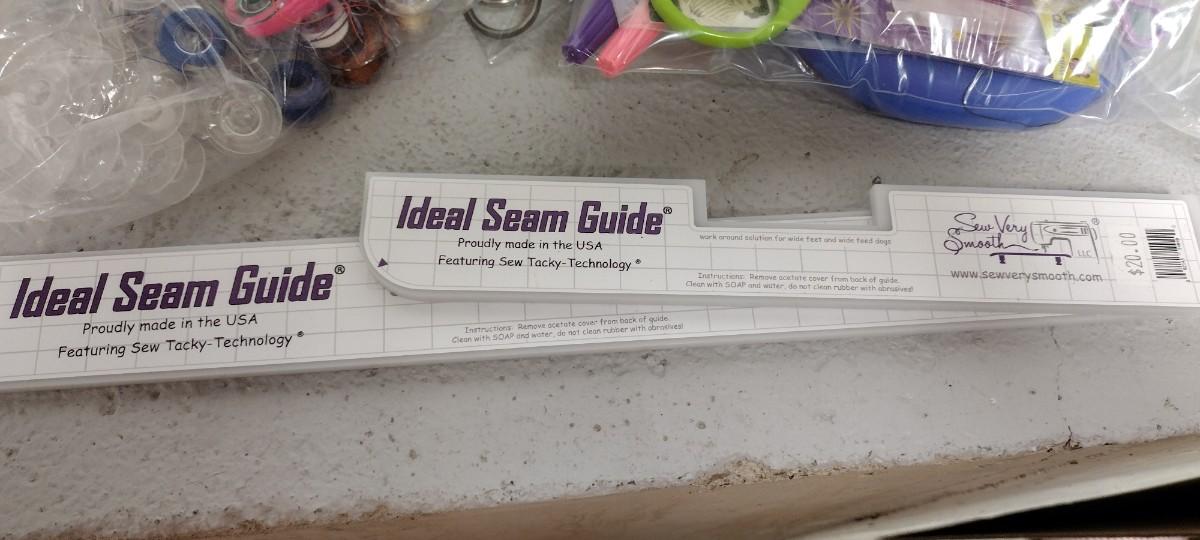 Ideal Seam Guide®
Proudly made in the USA
Featuring Sew Tacky-Technology ®
work around solution for wide feet and wide feed dogs
Instructions: Remove acetate cover from back of guide.
Clean with SOAP and water, do not clean rubber with abrasives!
Sew Very
Smooth ®
LLC
www.sewverysmooth.com
$20.00
Ideal Seam Guide®
Proudly made in the USA
Featuring Sew Tacky-Technology ®
Instructions: Remove acetate cover from back of guide.
Clean with SOAP and water, do not clean rubber with abrasives!